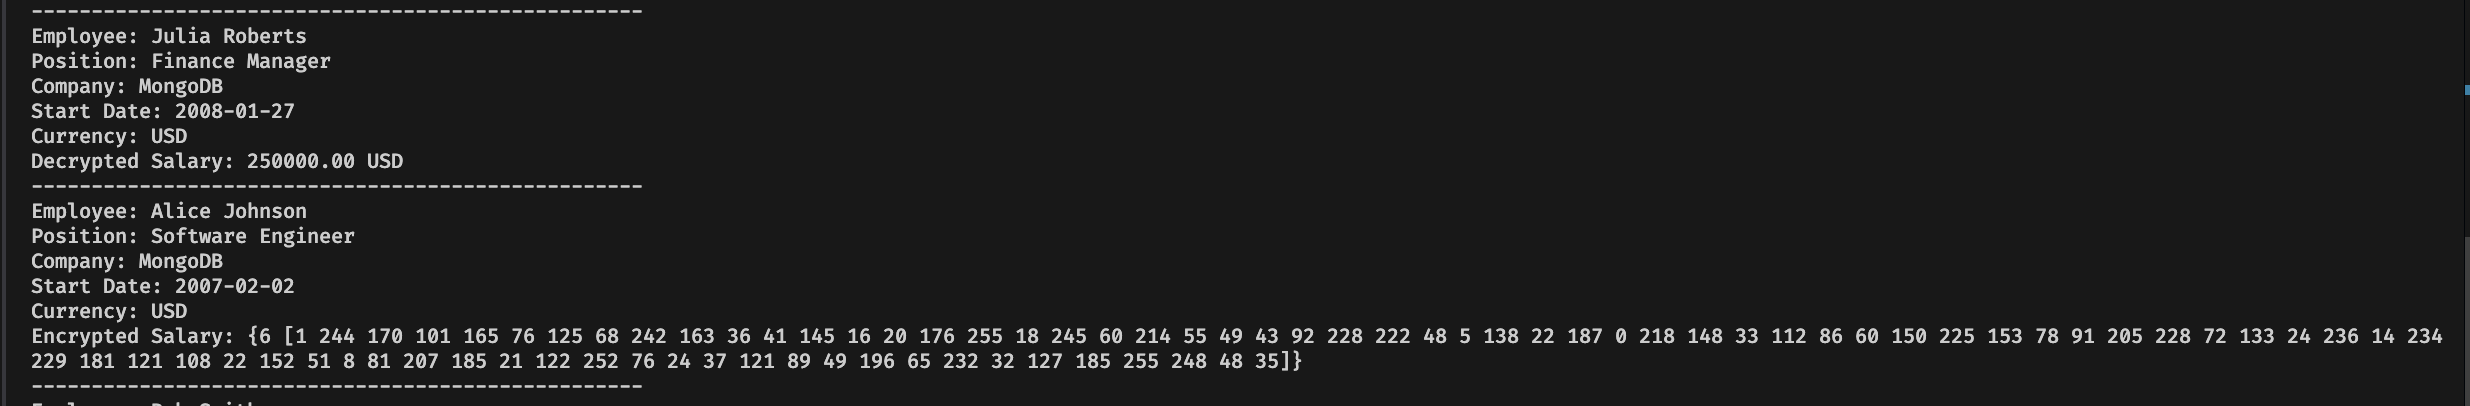 ---------------------------------------------------
Employee: Julia Roberts
Position: Finance Manager
Company: MongoDB
Start Date: 2008-01-27
Currency: USD
Decrypted Salary: 250000.00 USD
---------------------------------------------------
Employee: Alice Johnson
Position: Software Engineer
Company: MongoDB
Start Date: 2007-02-02
Currency: USD
Encrypted Salary: {6 [1 244 170 101 165 76 125 68 242 163 36 41 145 16 20 176 255 18 245 60 214 55 49 43 92 228 222 48 5 138 22 187 0 218 148 33 112 86 60 150 225 153 78 91 205 228 72 133 24 236 14 234
229 181 121 108 22 152 51 8 81 207 185 21 122 252 76 24 37 121 89 49 196 65 232 32 127 185 255 248 48 35]}
---------------------------------------------------